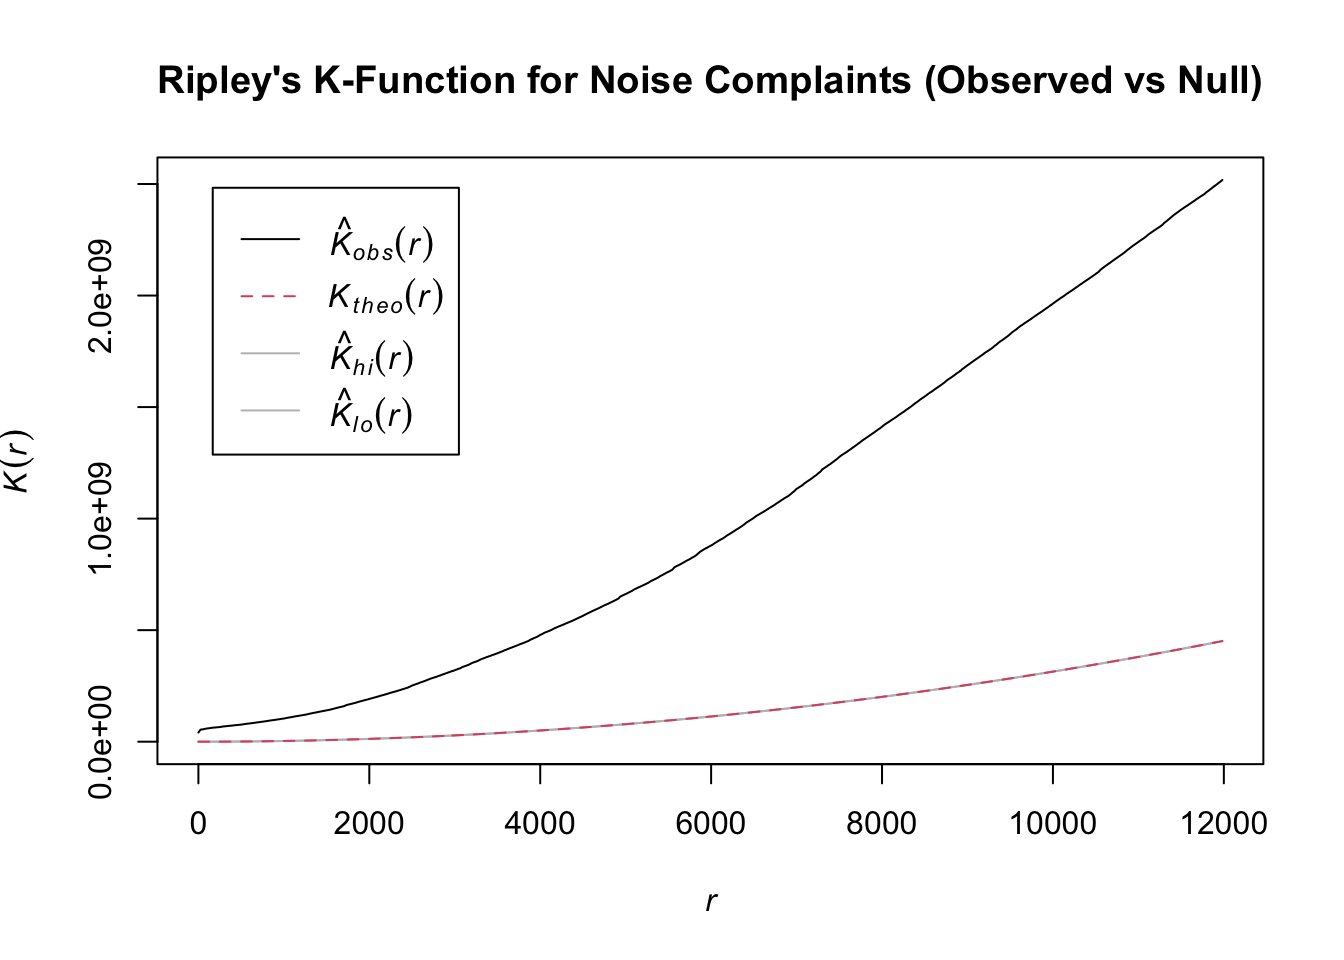 Ripley's K-Function for Noise Complaints (Observed vs Null)
K̂obs(r)
Ktheo(r)
K̂hi(r)
K̂lo(r)
K(r)
2.0e+09
1.0e+09
0.0e+00
0 2000 4000 6000 8000 10000 12000
r